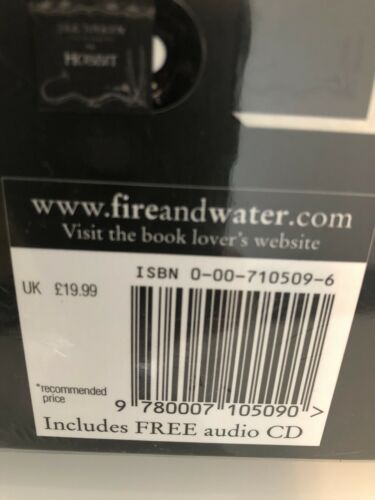 HOBBIT
www.fireandwater.com
Visit the book lover's website
ISBN 0-00-710509-6
UK £19.99
*recommended
price
9 780007 105090 >
Includes FREE audio CD